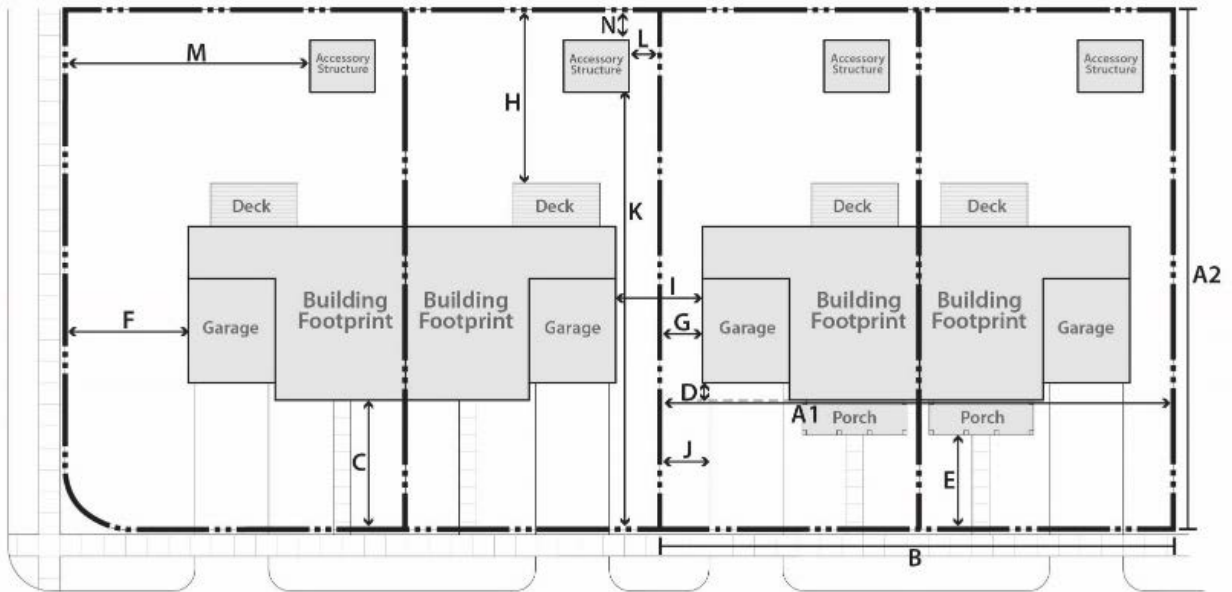 N
L
M
Accessory
Structure
Accessory
Structure
Accessory
Structure
Accessory
Structure
H
K
Deck
Deck
Deck
Deck
A2
I
Building
Footprint
Building
Footprint
Building
Footprint
Building
Footprint
F
Garage
Garage
G
Garage
Garage
D
A1
Porch
Porch
C
J
E
B